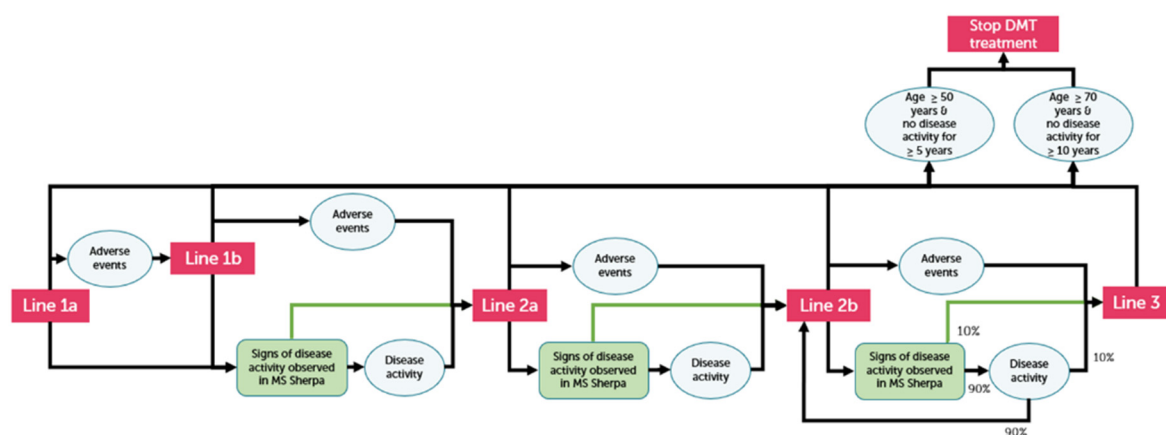 Stop DMT
treatment
Age ≥ 50
years &
no disease
activity for
≥ 5 years
Age ≥ 70
years &
no disease
activity for
≥ 10 years
Adverse
events
Line 1b
Adverse
events
Adverse
events
Adverse
events
Line 1a
Line 2a
Line 2b
Line 3
Signs of disease
activity observed
in MS Sherpa
Disease
activity
Signs of disease
activity observed
in MS Sherpa
Disease
activity
10%
Signs of disease
activity observed
in MS Sherpa
90%
Disease
activity
10%
90%